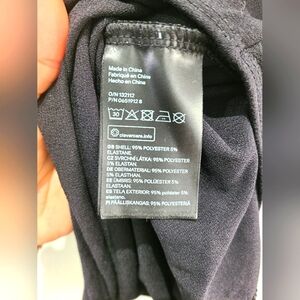 Made in China
Fabriqué en Chine
Hecho en China
O/N 132112
P/N 0651912 8
30
clevercare.info
GB SHELL: 95% POLYESTER 5%
ELASTANE.
CZ SVRCHNÍ LÁTKA: 95% POLYESTER
5% ELASTAN.
DE OBERMATERIAL: 95% POLYESTER
5% ELASTHAN.
EE ÜMBRIS: 95% POLÜESTER 5%
ELASTAAN.
ES TELA EXTERIOR: 95% poliéster 5%
elastano.
FI PÄÄLLISKANGAS: 95% POLYESTERI